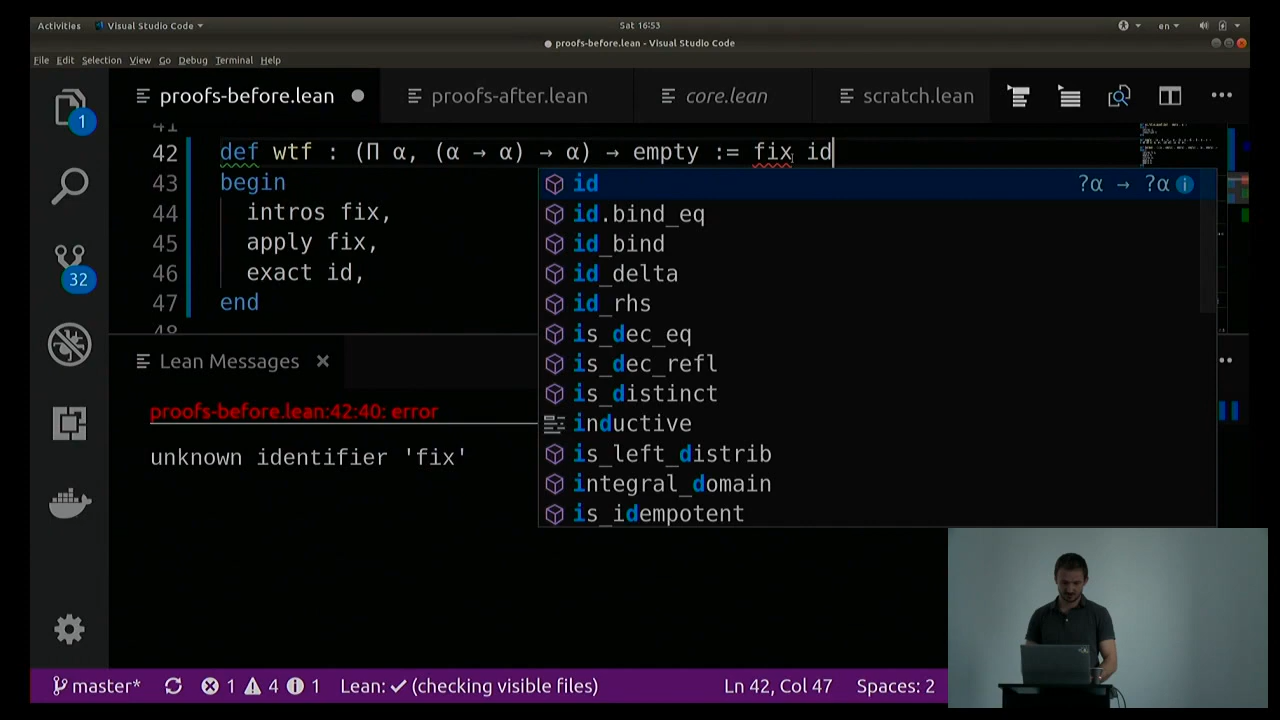 Activities Visual Studio Code Sat 16:53 en
● proofs-before.lean - Visual Studio Code
File Edit Selection View Go Debug Terminal Help
proofs-before.lean ● proofs-after.lean core.lean scratch.lean
41
42 def wtf : (Π α, (α → α) → α) → empty := fix id
43 begin
44 intros fix,
45 apply fix,
46 exact id,
47 end
48
1
32
id ?α → ?α
id.bind_eq
id_bind
id_delta
id_rhs
is_dec_eq
is_dec_refl
is_distinct
inductive
is_left_distrib
integral_domain
is_idempotent
Lean Messages
proofs-before.lean:42:40: error
unknown identifier 'fix'
master* 1 4 1 Lean: ✓ (checking visible files) Ln 42, Col 47 Spaces: 2